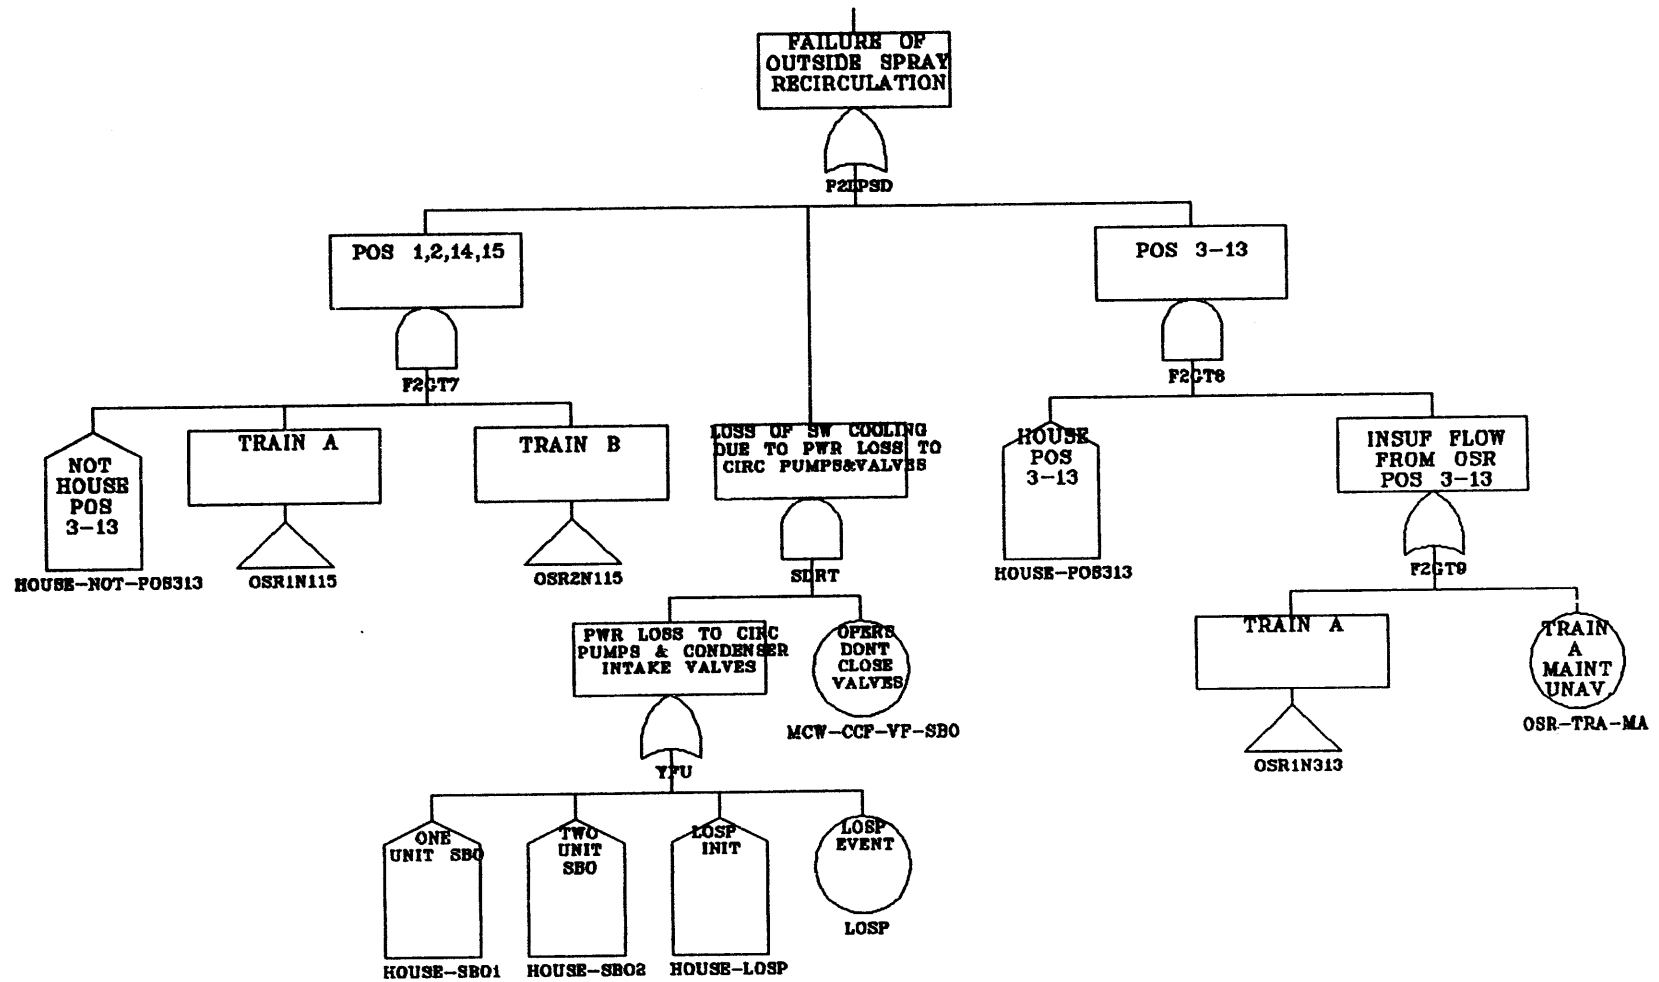 FAILURE OF
OUTSIDE SPRAY
RECIRCULATION
F2LPSD
POS 1,2,14,15
F2GT7
POS 3-13
F2GT8
NOT
HOUSE
POS
3-13
HOUSE-NOT-POS313
TRAIN A
OSR1N115
TRAIN B
OSR2N115
LOSS OF SW COOLING
DUE TO PWR LOSS TO
CIRC PUMPS&VALVES
SDRT
HOUSE
POS
3-13
HOUSE-POS313
INSUF FLOW
FROM OSR
POS 3-13
F2GT9
PWR LOSS TO CIRC
PUMPS & CONDENSER
INTAKE VALVES
YFU
OPERS
DONT
CLOSE
VALVES
MCW-CCF-VF-SBO
TRAIN A
OSR1N313
TRAIN
A
MAINT
UNAV
OSR-TRA-MA
ONE
UNIT SBO
HOUSE-SBO1
TWO
UNIT
SBO
HOUSE-SBO2
LOSP
INIT
HOUSE-LOSP
LOSP
EVENT
LOSP